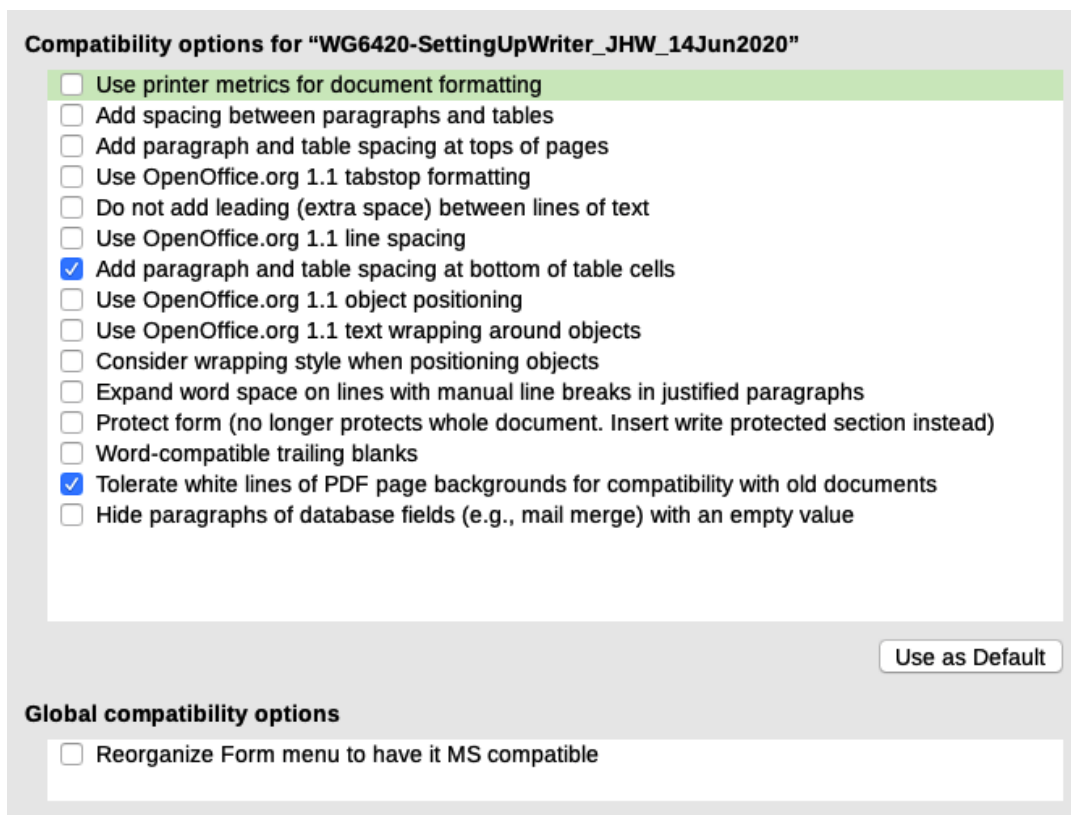 Compatibility options for “WG6420-SettingUpWriter_JHW_14Jun2020”
Use printer metrics for document formatting
Add spacing between paragraphs and tables
Add paragraph and table spacing at tops of pages
Use OpenOffice.org 1.1 tabstop formatting
Do not add leading (extra space) between lines of text
Use OpenOffice.org 1.1 line spacing
Add paragraph and table spacing at bottom of table cells
Use OpenOffice.org 1.1 object positioning
Use OpenOffice.org 1.1 text wrapping around objects
Consider wrapping style when positioning objects
Expand word space on lines with manual line breaks in justified paragraphs
Protect form (no longer protects whole document. Insert write protected section instead)
Word-compatible trailing blanks
Tolerate white lines of PDF page backgrounds for compatibility with old documents
Hide paragraphs of database fields (e.g., mail merge) with an empty value
Use as Default
Global compatibility options
Reorganize Form menu to have it MS compatible